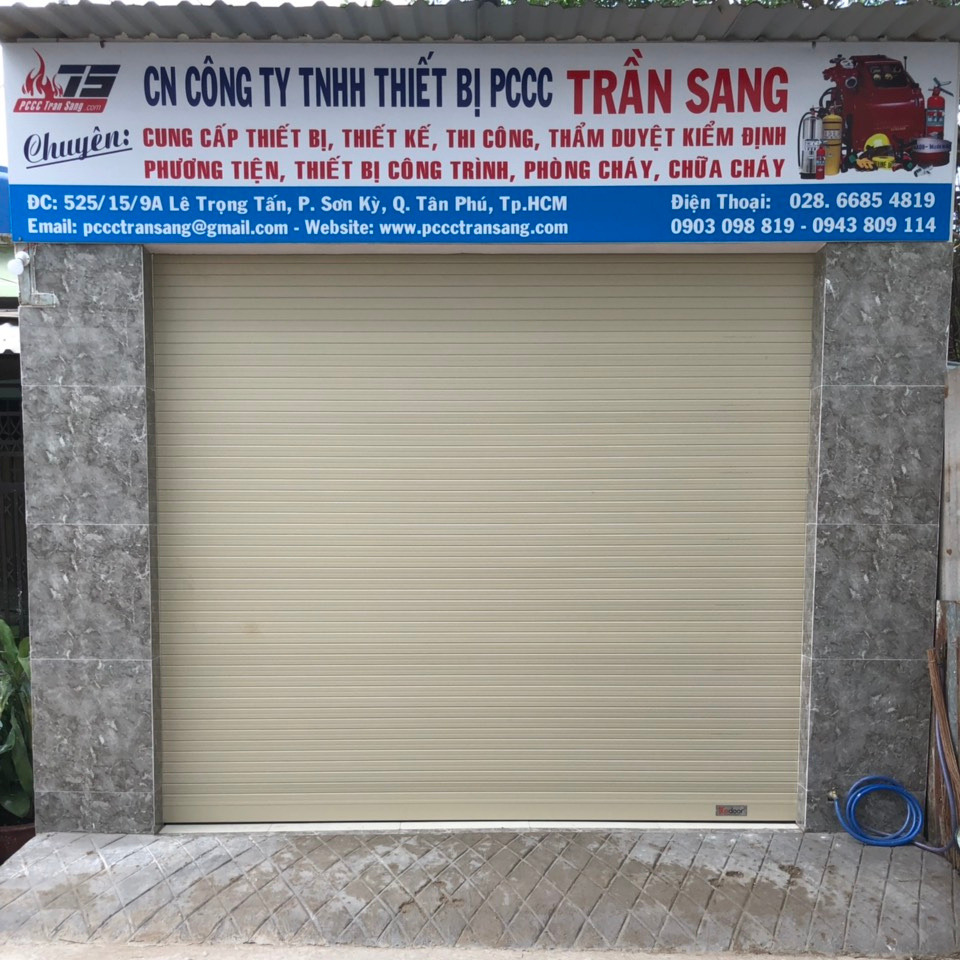 TS
PCCC Tran Sang.com
CN CÔNG TY TNHH THIẾT BỊ PCCC TRẦN SANG
Chuyên: CUNG CẤP THIẾT BỊ, THIẾT KẾ, THI CÔNG, THẨM DUYỆT KIỂM ĐỊNH
PHƯƠNG TIỆN, THIẾT BỊ CÔNG TRÌNH, PHÒNG CHÁY, CHỮA CHÁY
ĐC: 525/15/9A Lê Trọng Tấn, P. Sơn Kỳ, Q. Tân Phú, Tp.HCM
Email: pccctransang@gmail.com - Website: www.pccctransang.com
Điện Thoại: 028. 6685 4819
0903 098 819 - 0943 809 114